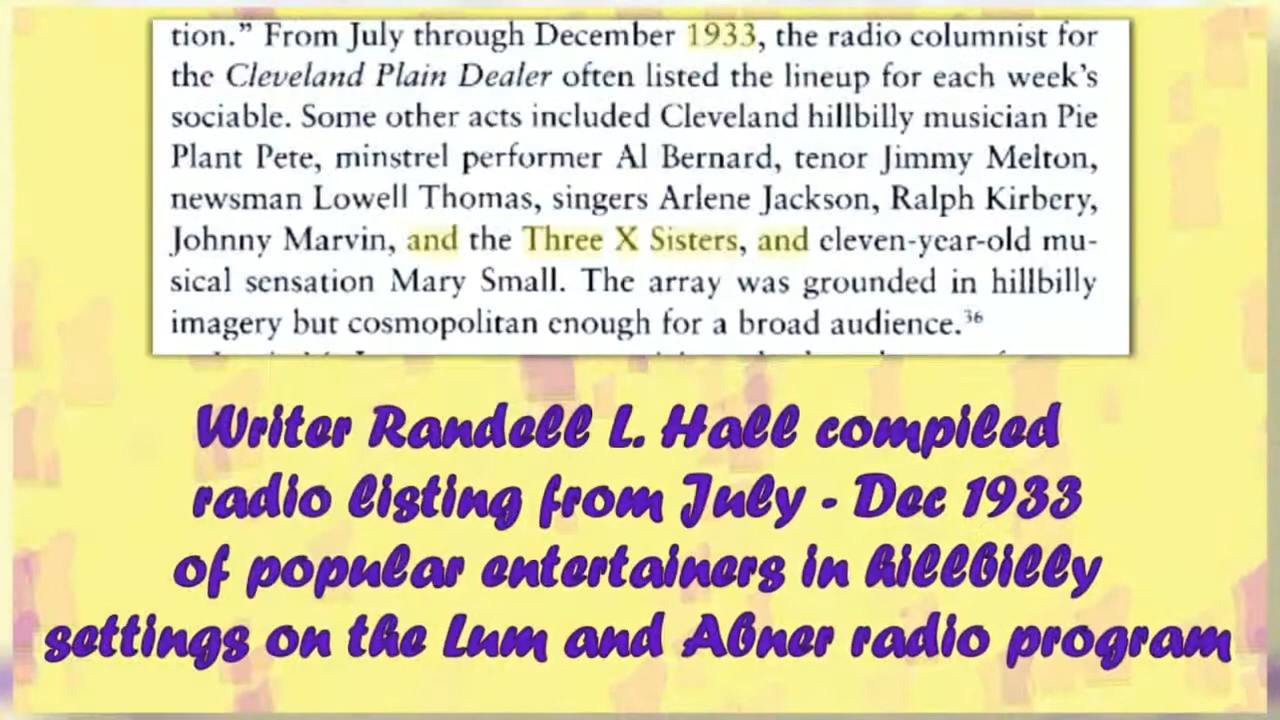 tion.” From July through December 1933, the radio columnist for
the Cleveland Plain Dealer often listed the lineup for each week’s
sociable. Some other acts included Cleveland hillbilly musician Pie
Plant Pete, minstrel performer Al Bernard, tenor Jimmy Melton,
newsman Lowell Thomas, singers Arlene Jackson, Ralph Kirbery,
Johnny Marvin, and the Three X Sisters, and eleven-year-old mu-
sical sensation Mary Small. The array was grounded in hillbilly
imagery but cosmopolitan enough for a broad audience.³⁶
Writer Randell L. Hall compiled
radio listing from July - Dec 1933
of popular entertainers in hillbilly
settings on the Lum and Abner radio program